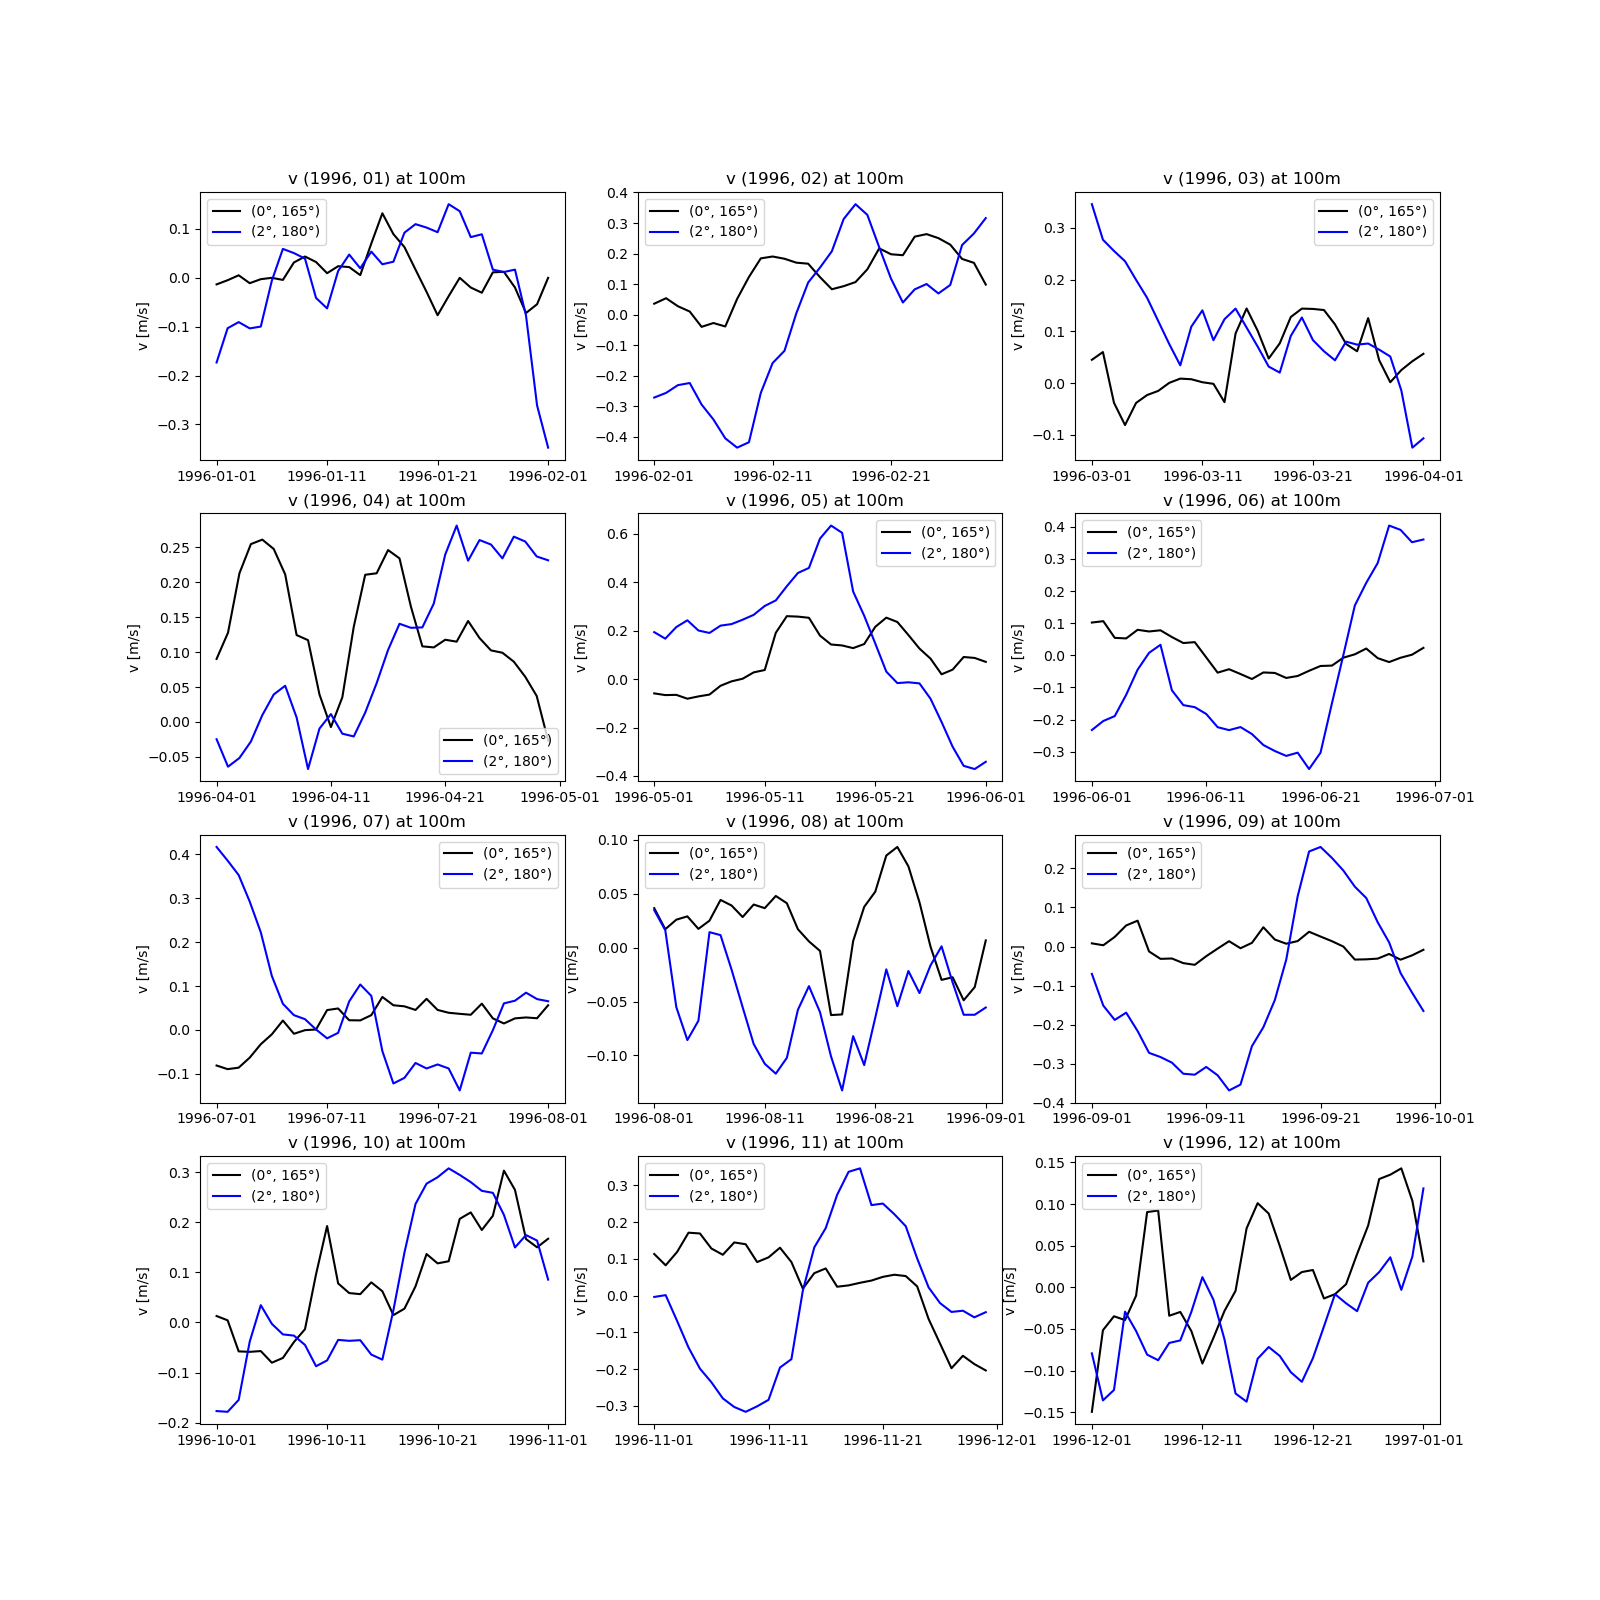 v (1996, 01) at 100m
v [m/s]
0.1
0.0
−0.1
−0.2
−0.3
(0°, 165°)
(2°, 180°)
1996-01-01 1996-01-11 1996-01-21 1996-02-01
v (1996, 02) at 100m
v [m/s]
0.4
0.3
0.2
0.1
0.0
−0.1
−0.2
−0.3
−0.4
(0°, 165°)
(2°, 180°)
1996-02-01 1996-02-11 1996-02-21
v (1996, 03) at 100m
v [m/s]
0.3
0.2
0.1
0.0
−0.1
(0°, 165°)
(2°, 180°)
1996-03-01 1996-03-11 1996-03-21 1996-04-01
v (1996, 04) at 100m
v [m/s]
0.25
0.20
0.15
0.10
0.05
0.00
−0.05
(0°, 165°)
(2°, 180°)
1996-04-01 1996-04-11 1996-04-21 1996-05-01
v (1996, 05) at 100m
v [m/s]
0.6
0.4
0.2
0.0
−0.2
−0.4
(0°, 165°)
(2°, 180°)
1996-05-01 1996-05-11 1996-05-21 1996-06-01
v (1996, 06) at 100m
v [m/s]
0.4
0.3
0.2
0.1
0.0
−0.1
−0.2
−0.3
(0°, 165°)
(2°, 180°)
1996-06-01 1996-06-11 1996-06-21 1996-07-01
v (1996, 07) at 100m
v [m/s]
0.4
0.3
0.2
0.1
0.0
−0.1
(0°, 165°)
(2°, 180°)
1996-07-01 1996-07-11 1996-07-21 1996-08-01
v (1996, 08) at 100m
v [m/s]
0.10
0.05
0.00
−0.05
−0.10
(0°, 165°)
(2°, 180°)
1996-08-01 1996-08-11 1996-08-21 1996-09-01
v (1996, 09) at 100m
v [m/s]
0.2
0.1
0.0
−0.1
−0.2
−0.3
−0.4
(0°, 165°)
(2°, 180°)
1996-09-01 1996-09-11 1996-09-21 1996-10-01
v (1996, 10) at 100m
v [m/s]
0.3
0.2
0.1
0.0
−0.1
−0.2
(0°, 165°)
(2°, 180°)
1996-10-01 1996-10-11 1996-10-21 1996-11-01
v (1996, 11) at 100m
v [m/s]
0.3
0.2
0.1
0.0
−0.1
−0.2
−0.3
(0°, 165°)
(2°, 180°)
1996-11-01 1996-11-11 1996-11-21 1996-12-01
v (1996, 12) at 100m
v [m/s]
0.15
0.10
0.05
0.00
−0.05
−0.10
−0.15
(0°, 165°)
(2°, 180°)
1996-12-01 1996-12-11 1996-12-21 1997-01-01